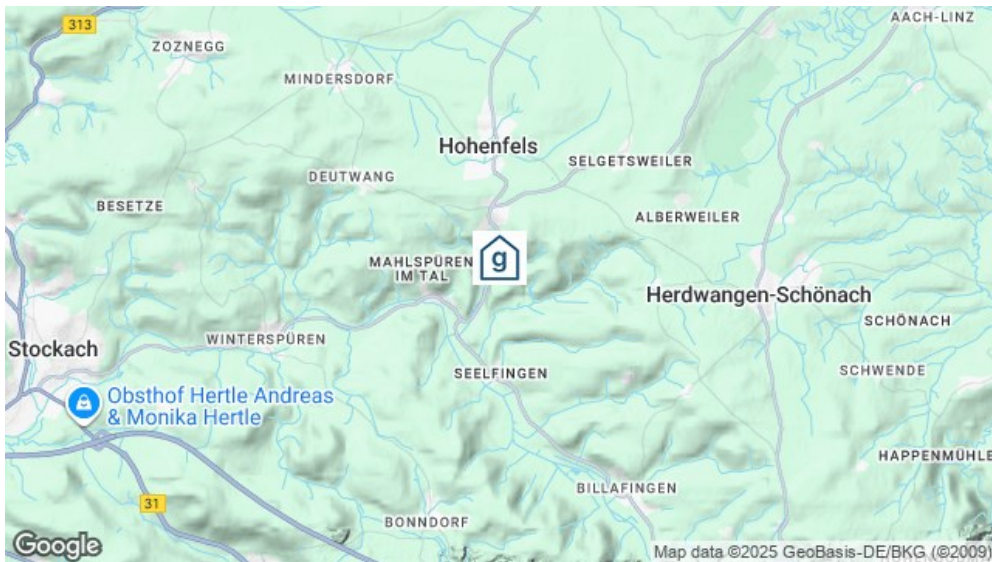 313
ZOZNEGG
AACH-LINZ
MINDERSDORF
Hohenfels
SELGETSWEILER
DEUTWANG
BESETZE
ALBERWEILER
MAHLSPÜREN
IM TAL
g
Herdwangen-Schönach
SCHÖNACH
WINTERSPÜREN
Stockach
SEELFINGEN
SCHWENDE
Obsthof Hertle Andreas
& Monika Hertle
HAPPENMÜHLE
BILLAFINGEN
31
BONNDORF
Google
Map data ©2025 GeoBasis-DE/BKG (©2009)